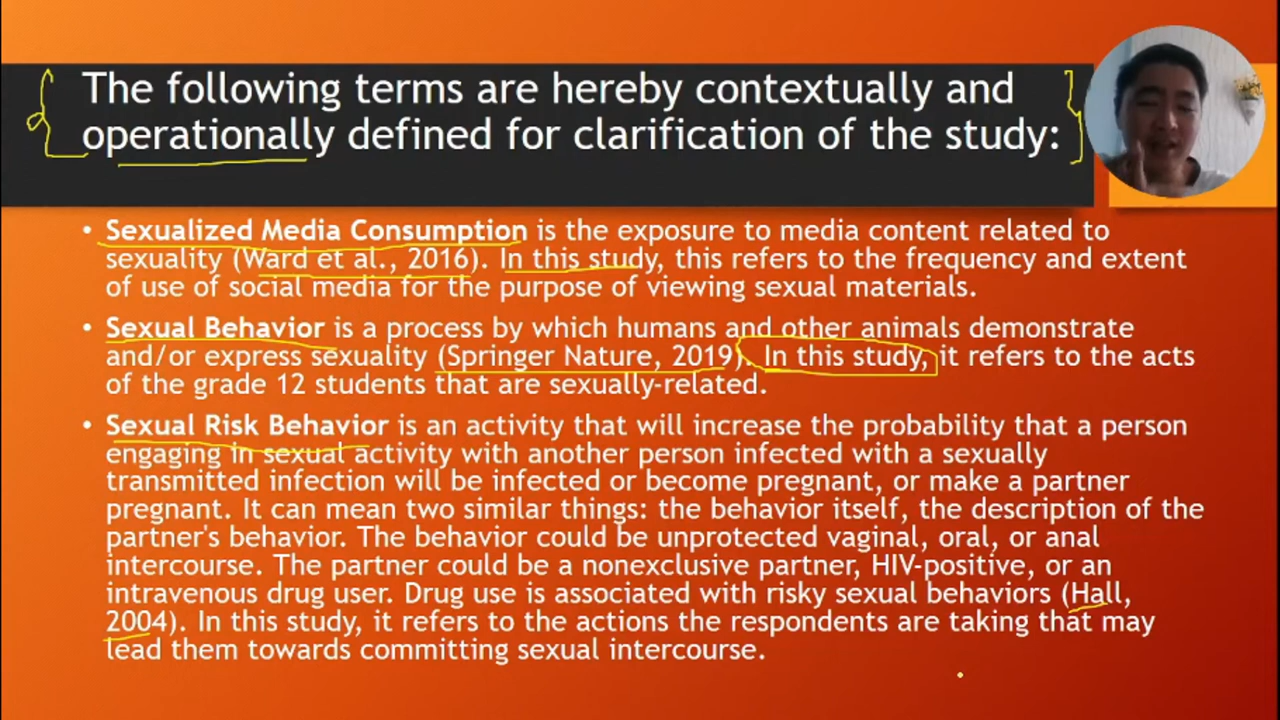 The following terms are hereby contextually and
operationally defined for clarification of the study:
• Sexualized Media Consumption is the exposure to media content related to
sexuality (Ward et al., 2016). In this study, this refers to the frequency and extent
of use of social media for the purpose of viewing sexual materials.
• Sexual Behavior is a process by which humans and other animals demonstrate
and/or express sexuality (Springer Nature, 2019). In this study, it refers to the acts
of the grade 12 students that are sexually-related.
• Sexual Risk Behavior is an activity that will increase the probability that a person
engaging in sexual activity with another person infected with a sexually
transmitted infection will be infected or become pregnant, or make a partner
pregnant. It can mean two similar things: the behavior itself, the description of the
partner's behavior. The behavior could be unprotected vaginal, oral, or anal
intercourse. The partner could be a nonexclusive partner, HIV-positive, or an
intravenous drug user. Drug use is associated with risky sexual behaviors (Hall,
2004). In this study, it refers to the actions the respondents are taking that may
lead them towards committing sexual intercourse.